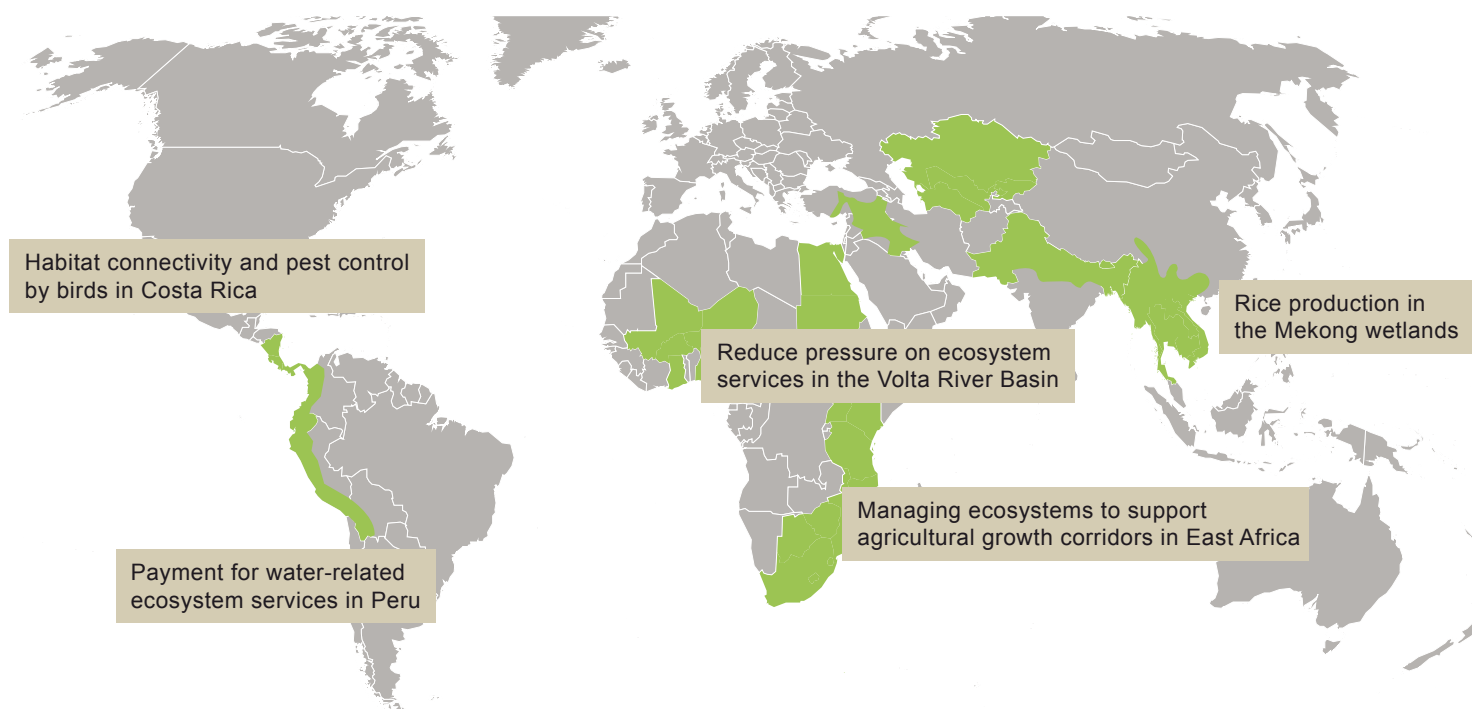 Habitat connectivity and pest control
by birds in Costa Rica
Rice production in
the Mekong wetlands
Reduce pressure on ecosystem
services in the Volta River Basin
Managing ecosystems to support
agricultural growth corridors in East Africa
Payment for water-related
ecosystem services in Peru